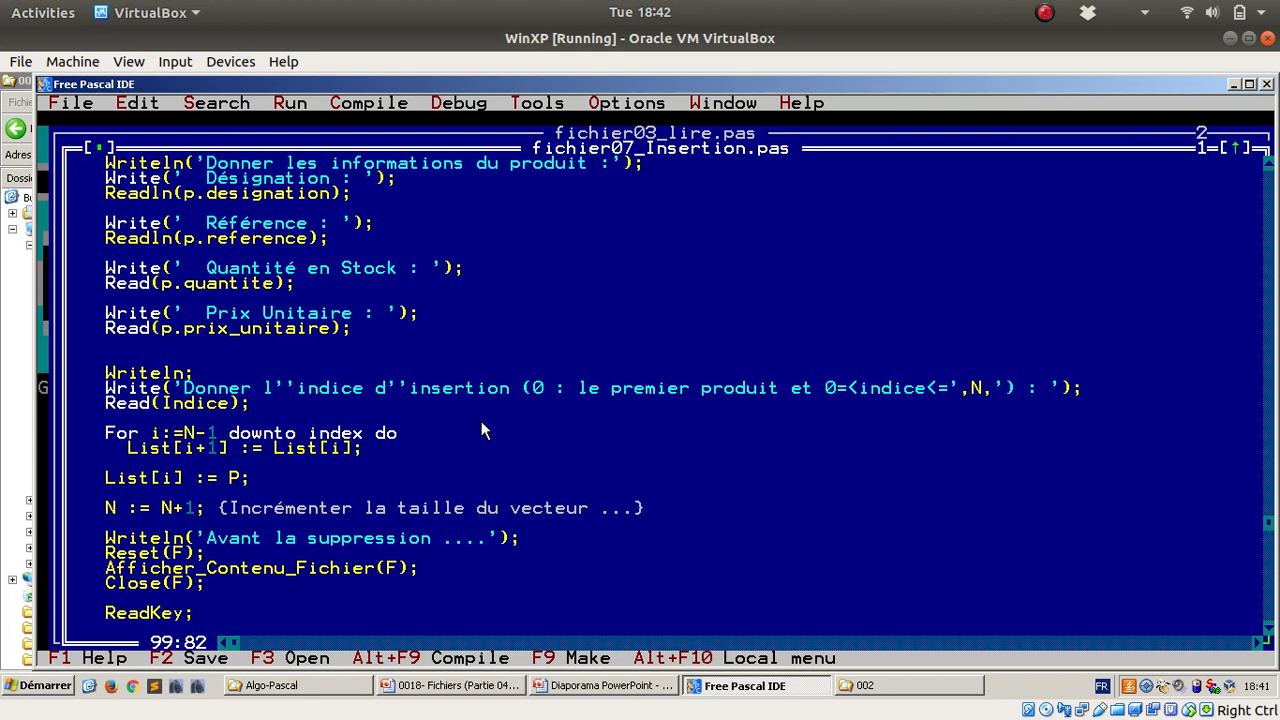 Activities VirtualBox Tue 18:42
WinXP [Running] - Oracle VM VirtualBox
File Machine View Input Devices Help
Free Pascal IDE
File Edit Search Run Compile Debug Tools Options Window Help
fichier03_lire.pas 2
fichier07_Insertion.pas 1
Writeln('Donner les informations du produit :');
Write('  Désignation : ');
Readln(p.designation);
Write('  Référence : ');
Readln(p.reference);
Write('  Quantité en Stock : ');
Read(p.quantite);
Write('  Prix Unitaire : ');
Read(p.prix_unitaire);
Writeln;
Write('Donner l''indice d''insertion (0 : le premier produit et 0=<indice<=',N,') : ');
Read(Indice);
For i:=N-1 downto index do
List[i+1] := List[i];
List[i] := P;
N := N+1; {Incrémenter la taille du vecteur ...}
Writeln('Avant la suppression ....');
Reset(F);
Afficher_Contenu_Fichier(F);
Close(F);
ReadKey;
99:82
F1 Help F2 Save F3 Open Alt+F9 Compile F9 Make Alt+F10 Local menu
Démarrer Algo-Pascal 0018- Fichiers (Partie 04... Diaporama PowerPoint - ... Free Pascal IDE 002 FR 18:41
Right Ctrl